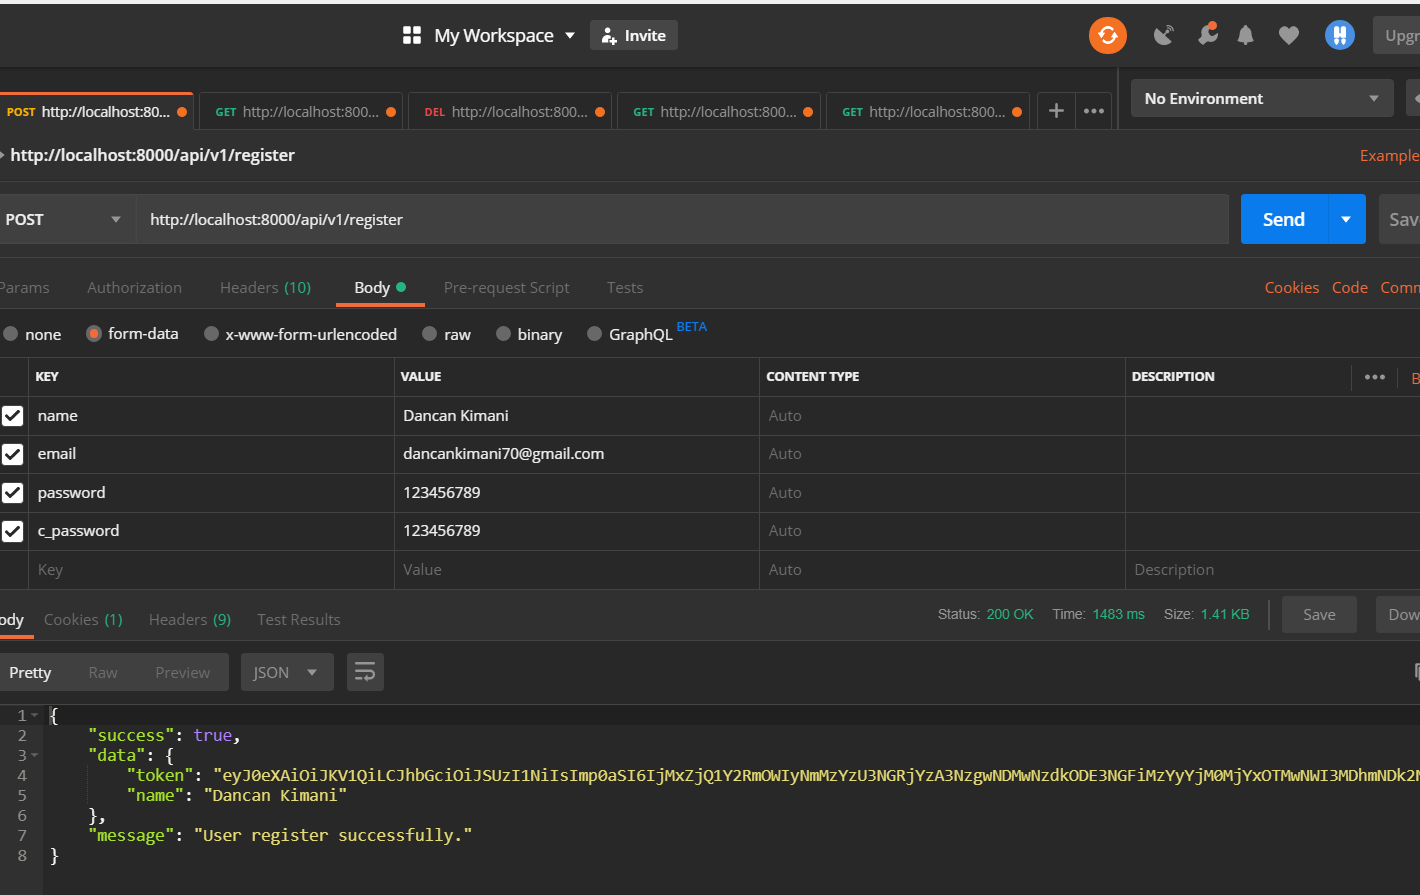 My Workspace Invite Upgr
POST http://localhost:80... GET http://localhost:800... DEL http://localhost:800... GET http://localhost:800... GET http://localhost:800... No Environment
http://localhost:8000/api/v1/register Example
POST http://localhost:8000/api/v1/register Send Sav
Params Authorization Headers (10) Body Pre-request Script Tests Cookies Code Comm
none form-data x-www-form-urlencoded raw binary GraphQL BETA
KEY VALUE CONTENT TYPE DESCRIPTION B
name Dancan Kimani Auto
email dancankimani70@gmail.com Auto
password 123456789 Auto
c_password 123456789 Auto
Key Value Auto Description
ody Cookies (1) Headers (9) Test Results Status: 200 OK Time: 1483 ms Size: 1.41 KB Save Dow
Pretty Raw Preview JSON
1 {
2 "success": true,
3 "data": {
4 "token": "eyJ0eXAiOiJKV1QiLCJhbGciOiJSUzI1NiIsImp0aSI6IjMxZjQ1Y2RmOWIyNmMzYzU3NGRjYzA3NzgwNDMwNzdkODE3NGFiMzYyYjM0MjYxOTMwNWI3MDhmNDk2M
5 "name": "Dancan Kimani"
6 },
7 "message": "User register successfully."
8 }